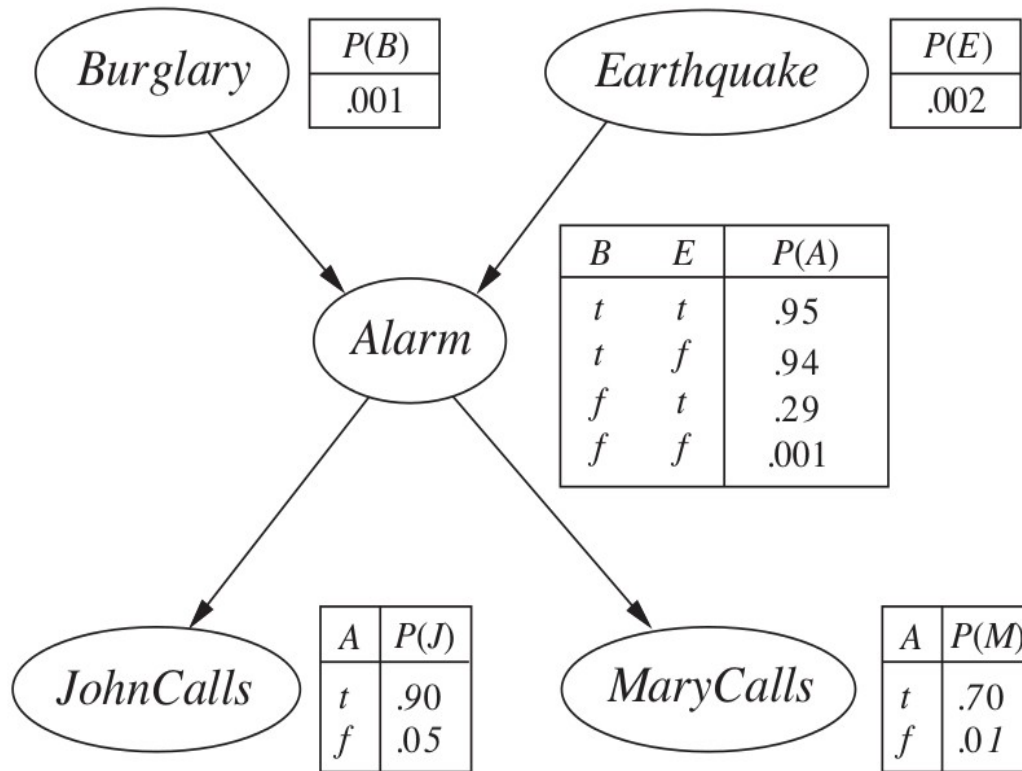 Burglary
P(B)
.001
Earthquake
P(E)
.002
B E P(A)
t t .95
t f .94
f t .29
f f .001
Alarm
JohnCalls
A P(J)
t .90
f .05
MaryCalls
A P(M)
t .70
f .01